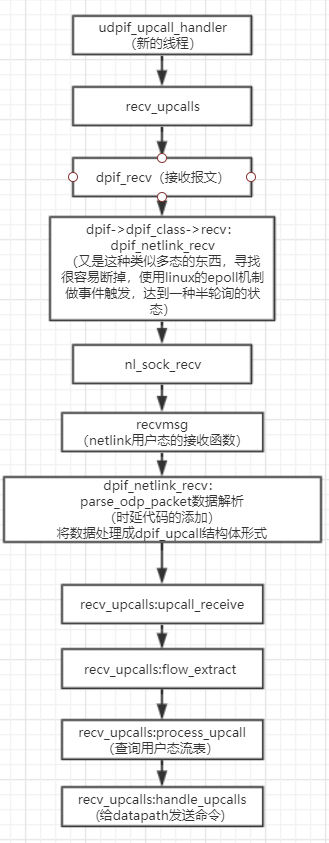 udpif_upcall_handler
（新的线程）
recv_upcalls
dpif_recv（接收报文）
dpif->dpif_class->recv:
dpif_netlink_recv
（又是这种类似多态的东西，寻找
很容易断掉，使用linux的epoll机制
做事件触发，达到一种半轮询的状
态）
nl_sock_recv
recvmsg
（netlink用户态的接收函数）
dpif_netlink_recv:
parse_odp_packet数据解析
（时延代码的添加）
将数据处理成dpif_upcall结构体形式
recv_upcalls:upcall_receive
recv_upcalls:flow_extract
recv_upcalls:process_upcall
（查询用户态流表）
recv_upcalls:handle_upcalls
（给datapath发送命令）